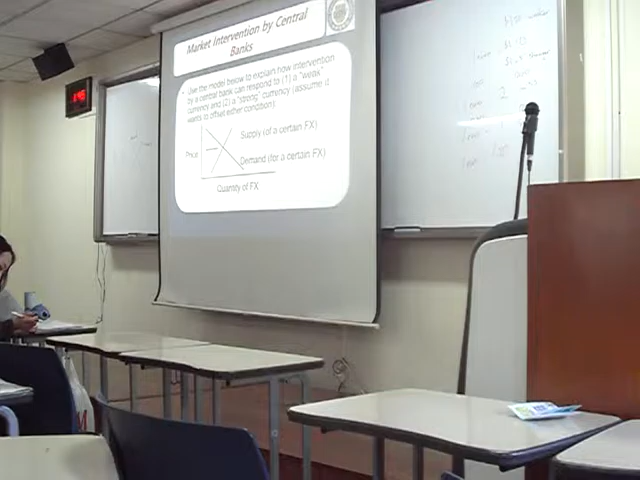 Market Intervention by Central
Banks
Use the model below to explain how intervention
by a central bank can respond to (1) a "weak"
currency and (2) a "strong" currency (assume it
wants to offset either condition)
Supply (of a certain FX)
Price
Demand (for a certain FX)
Quantity of FX